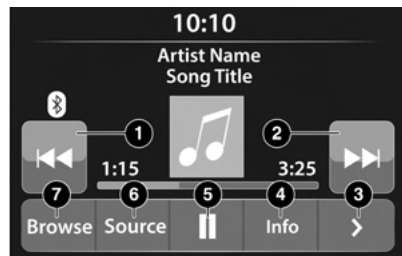 10:10
Artist Name
Song Title
1 2
1:15 3:25
7 6 5 4 3
Browse Source Info >